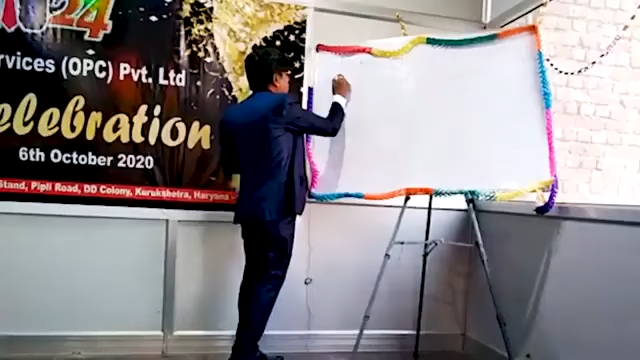 24
rvices (OPC) Pvt. Ltd
elebration
6th October 2020
Stand, Pipli Road, DD Colony, Kurukshetra, Haryana